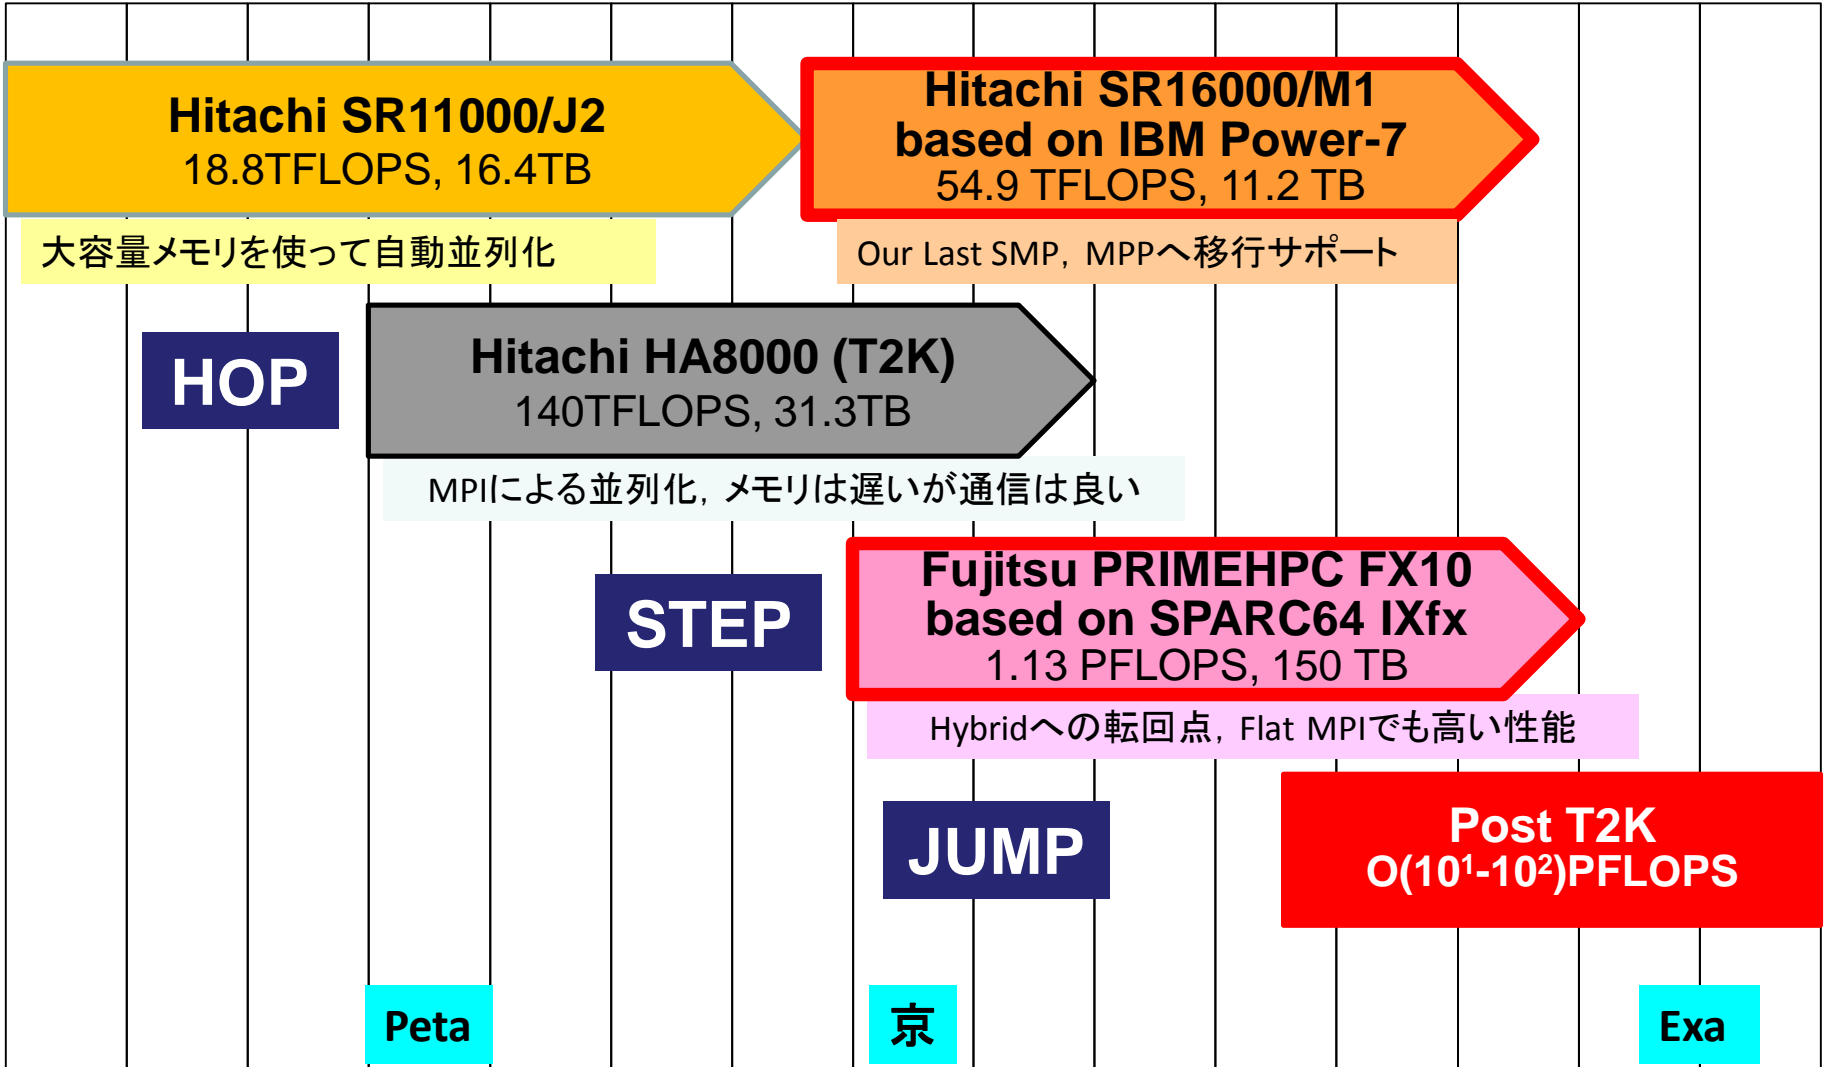 Hitachi SR11000/J2
18.8TFLOPS, 16.4TB
Hitachi SR16000/M1
based on IBM Power-7
54.9 TFLOPS, 11.2 TB
大容量メモリを使って自動並列化
Our Last SMP, MPPへ移行サポート
HOP
Hitachi HA8000 (T2K)
140TFLOPS, 31.3TB
MPIによる並列化, メモリは遅いが通信は良い
STEP
Fujitsu PRIMEHPC FX10
based on SPARC64 IXfx
1.13 PFLOPS, 150 TB
Hybridへの転回点, Flat MPIでも高い性能
JUMP
Post T2K
O(10¹-10²)PFLOPS
Peta
京
Exa